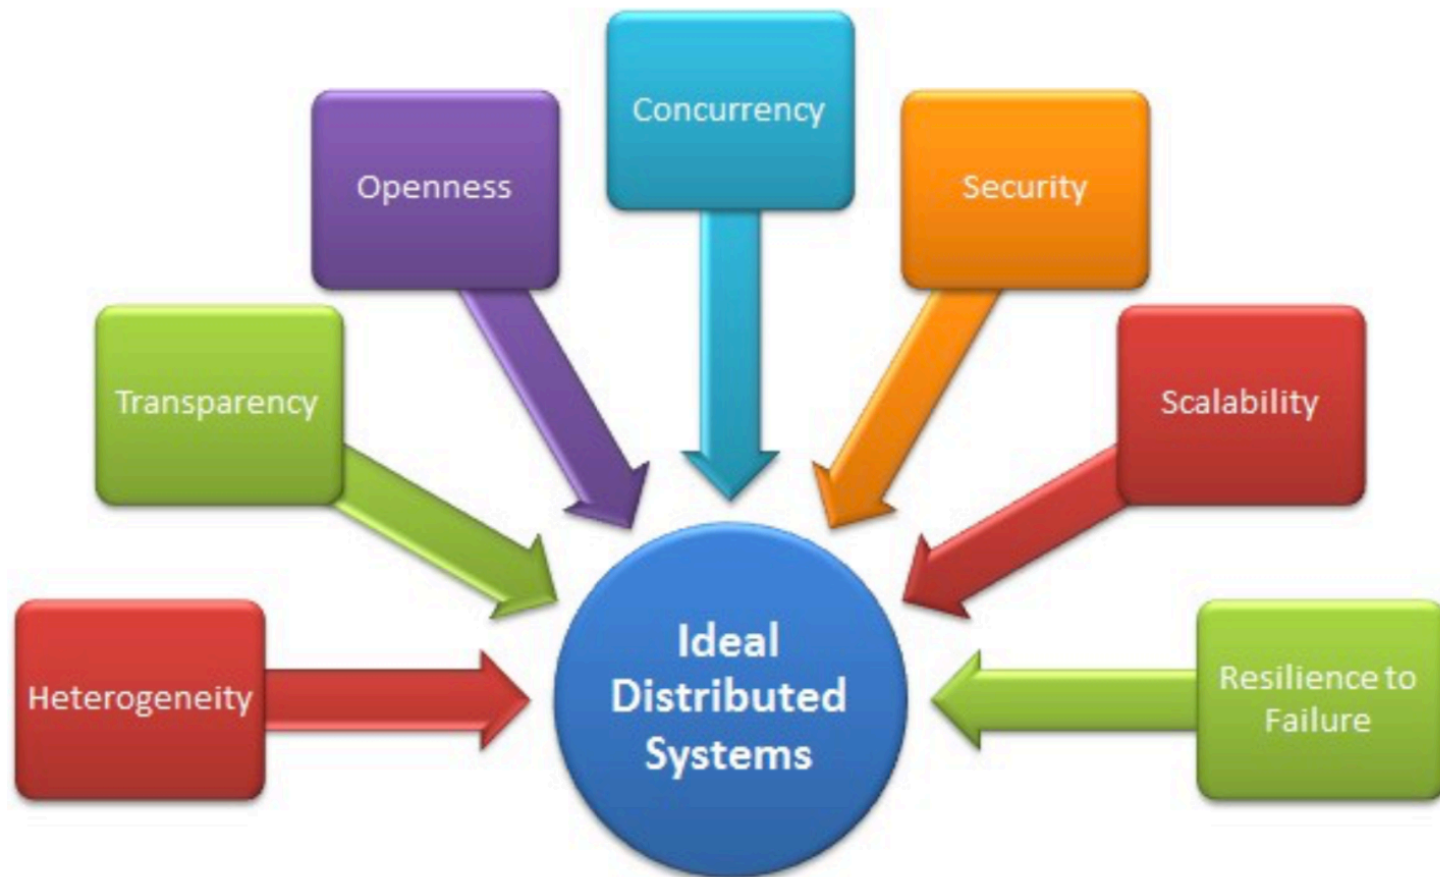 Concurrency
Openness
Security
Transparency
Scalability
Heterogeneity
Ideal
Distributed
Systems
Resilience to
Failure